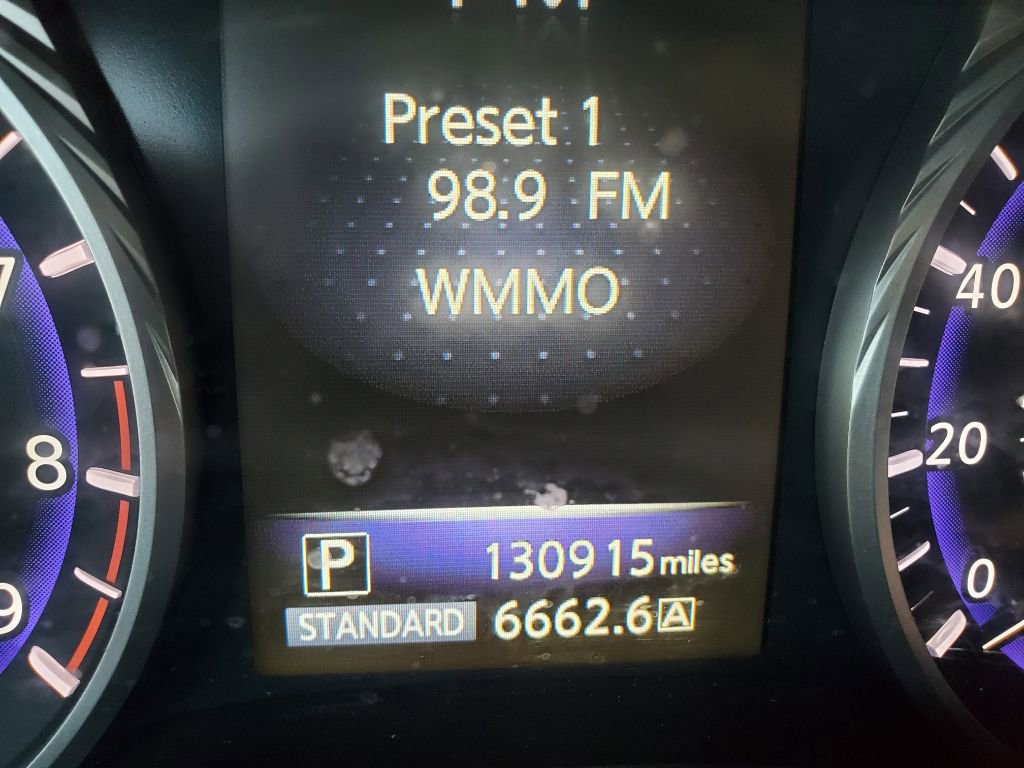 Preset 1
98.9 FM
WMMO
P 130915 miles
STANDARD 6662.6 A
7
8
9
40
20
0